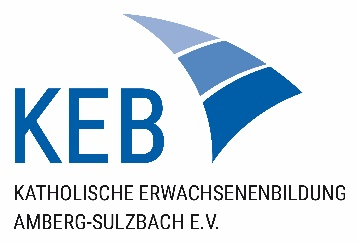 KEB
KATHOLISCHE ERWACHSENENBILDUNG
AMBERG-SULZBACH E.V.